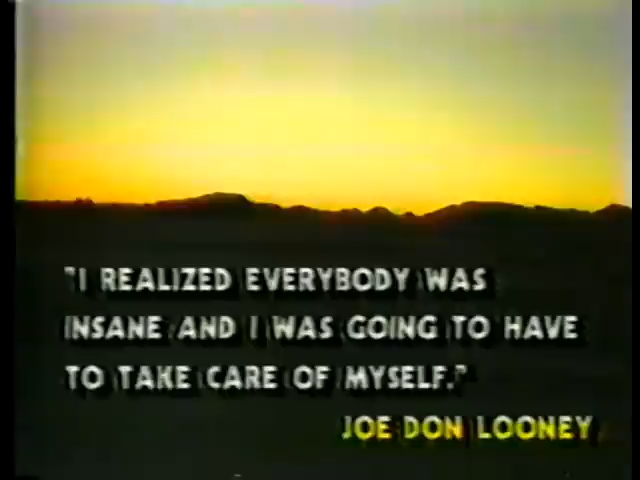 "I REALIZED EVERYBODY WAS
INSANE AND I WAS GOING TO HAVE
TO TAKE CARE OF MYSELF."
JOE DON LOONEY